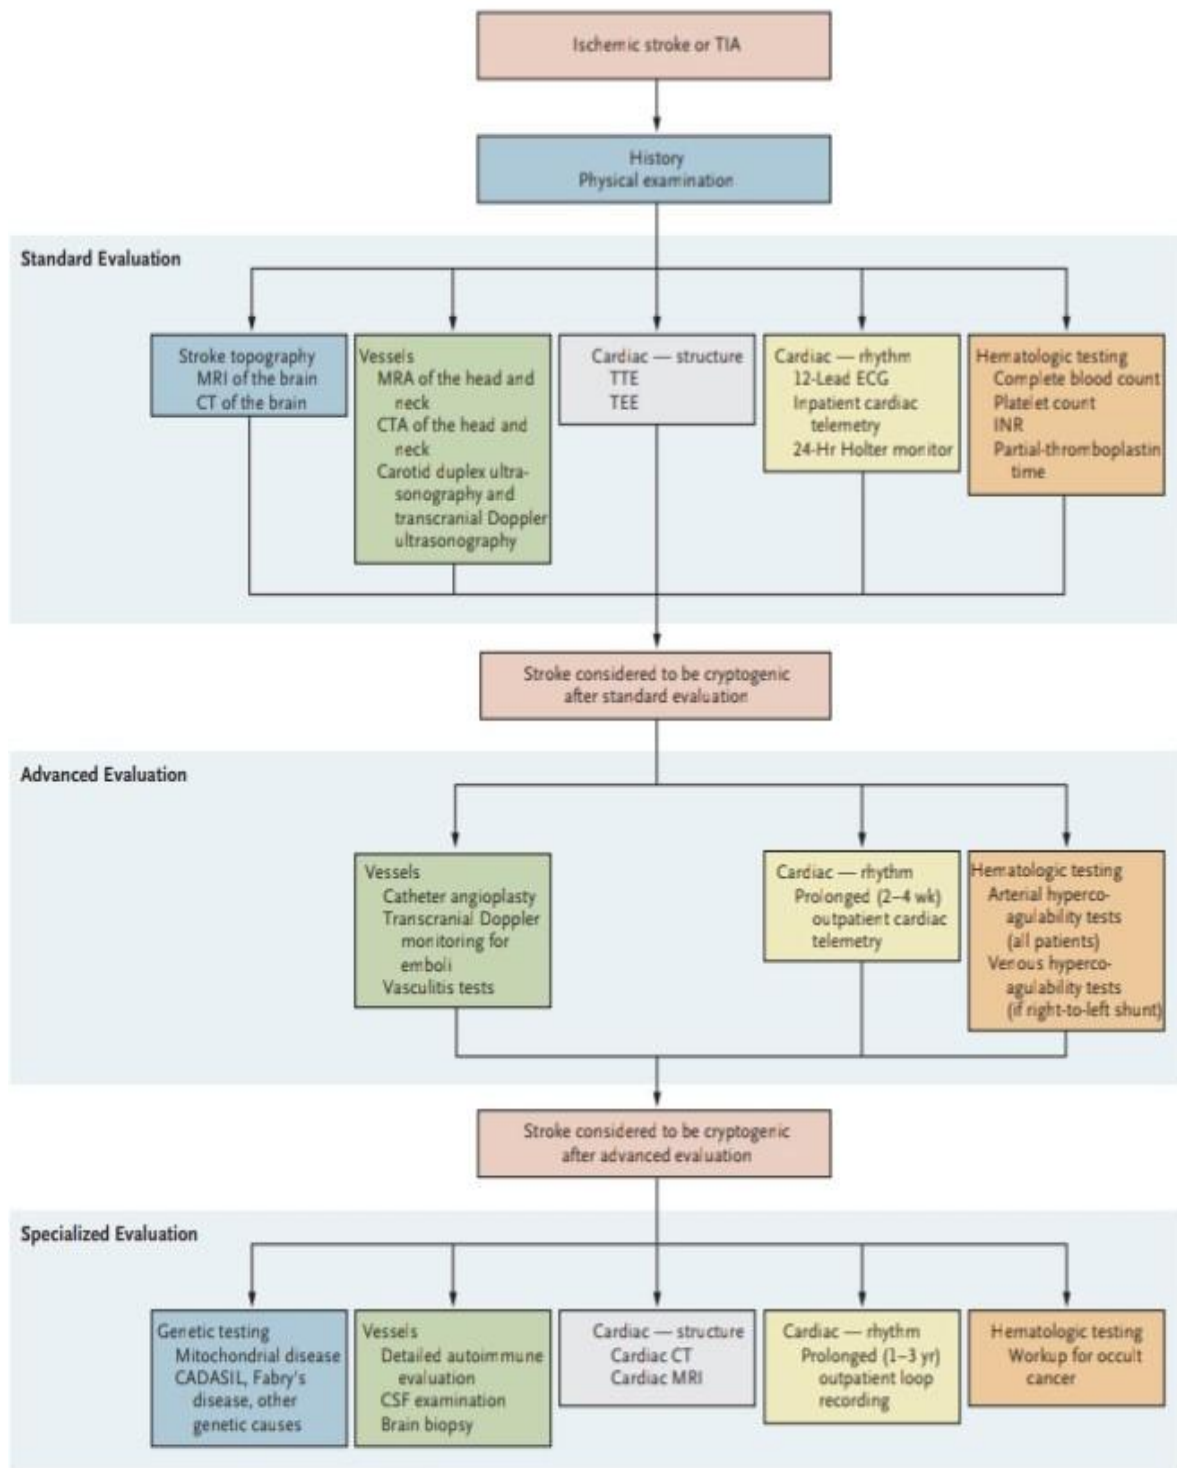 Ischemic stroke or TIA
History
Physical examination
Standard Evaluation
Stroke topography
MRI of the brain
CT of the brain
Vessels
MRA of the head and
neck
CTA of the head and
neck
Carotid duplex ultra-
sonography and
transcranial Doppler
ultrasonography
Cardiac — structure
TTE
TEE
Cardiac — rhythm
12-Lead ECG
Inpatient cardiac
telemetry
24-Hr Holter monitor
Hematologic testing
Complete blood count
Platelet count
INR
Partial-thromboplastin
time
Stroke considered to be cryptogenic
after standard evaluation
Advanced Evaluation
Vessels
Catheter angioplasty
Transcranial Doppler
monitoring for
emboli
Vasculitis tests
Cardiac — rhythm
Prolonged (2–4 wk)
outpatient cardiac
telemetry
Hematologic testing
Arterial hyperco-
agulability tests
(all patients)
Venous hyperco-
agulability tests
(if right-to-left shunt)
Stroke considered to be cryptogenic
after advanced evaluation
Specialized Evaluation
Genetic testing
Mitochondrial disease
CADASIL, Fabry's
disease, other
genetic causes
Vessels
Detailed autoimmune
evaluation
CSF examination
Brain biopsy
Cardiac — structure
Cardiac CT
Cardiac MRI
Cardiac — rhythm
Prolonged (1–3 yr)
outpatient loop
recording
Hematologic testing
Workup for occult
cancer